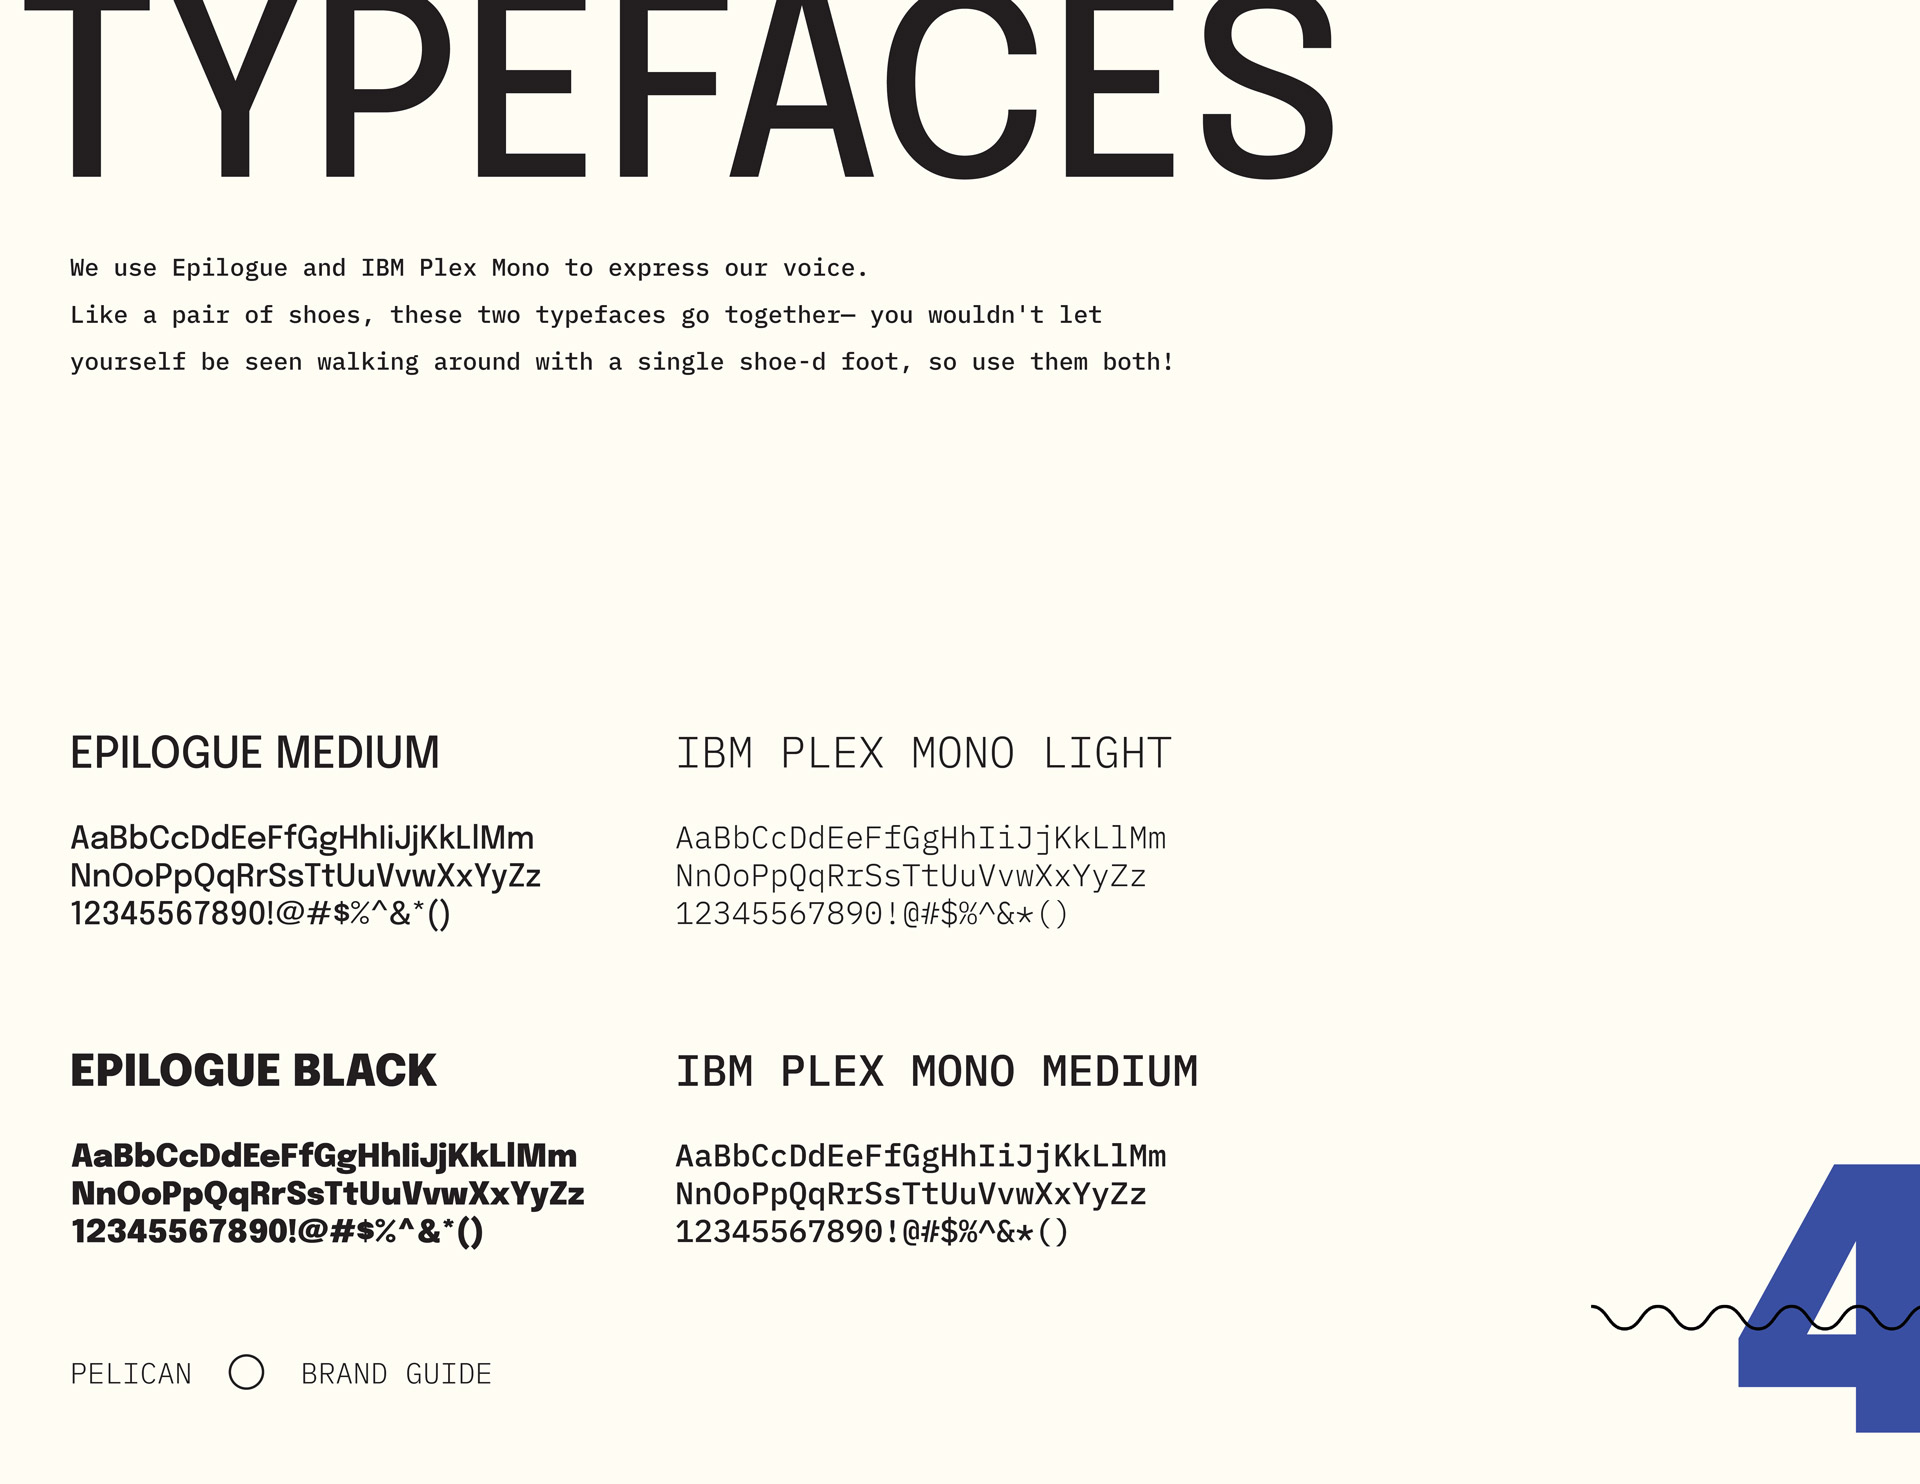 TYPEFACES
We use Epilogue and IBM Plex Mono to express our voice.
Like a pair of shoes, these two typefaces go together— you wouldn't let
yourself be seen walking around with a single shoe-d foot, so use them both!
EPILOGUE MEDIUM
AaBbCcDdEeFfGgHhIiJjKkLlMm
NnOoPpQqRrSsTtUuVvwXxYyZz
12345567890!@#$%^&*()
IBM PLEX MONO LIGHT
AaBbCcDdEeFfGgHhIiJjKkLlMm
NnOoPpQqRrSsTtUuVvwXxYyZz
12345567890!@#$%^&*()
EPILOGUE BLACK
AaBbCcDdEeFfGgHhIiJjKkLlMm
NnOoPpQqRrSsTtUuVvwXxYyZz
12345567890!@#$%^&*()
IBM PLEX MONO MEDIUM
AaBbCcDdEeFfGgHhIiJjKkLlMm
NnOoPpQqRrSsTtUuVvwXxYyZz
12345567890!@#$%^&*()
PELICAN BRAND GUIDE
4